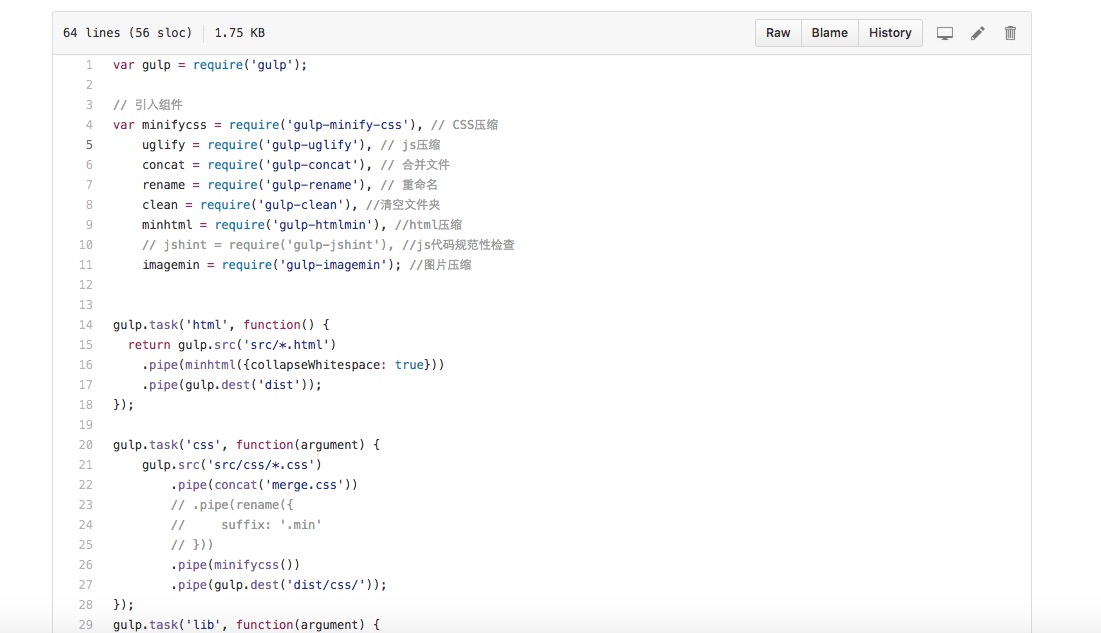 64 lines (56 sloc) 1.75 KB Raw Blame History
1 var gulp = require('gulp');
2
3 // 引入组件
4 var minifycss = require('gulp-minify-css'), // CSS压缩
5 uglify = require('gulp-uglify'), // js压缩
6 concat = require('gulp-concat'), // 合并文件
7 rename = require('gulp-rename'), // 重命名
8 clean = require('gulp-clean'), //清空文件夹
9 minhtml = require('gulp-htmlmin'), //html压缩
10 // jshint = require('gulp-jshint'), //js代码规范性检查
11 imagemin = require('gulp-imagemin'); //图片压缩
12
13
14 gulp.task('html', function() {
15 return gulp.src('src/*.html')
16 .pipe(minhtml({collapseWhitespace: true}))
17 .pipe(gulp.dest('dist'));
18 });
19
20 gulp.task('css', function(argument) {
21 gulp.src('src/css/*.css')
22 .pipe(concat('merge.css'))
23 // .pipe(rename({
24 // suffix: '.min'
25 // }))
26 .pipe(minifycss())
27 .pipe(gulp.dest('dist/css/'));
28 });
29 gulp.task('lib', function(argument) {